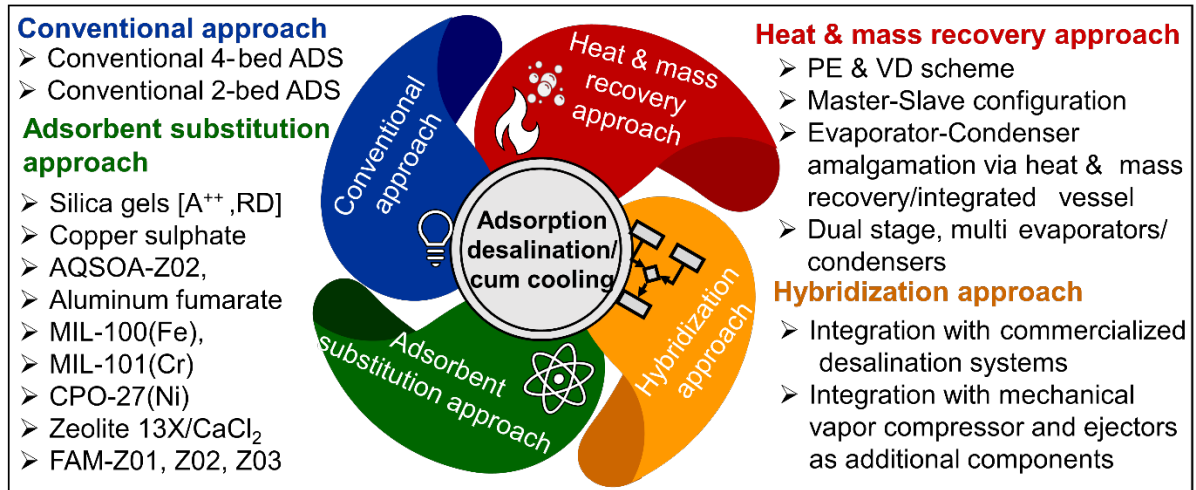 Conventional approach
➢ Conventional 4-bed ADS
➢ Conventional 2-bed ADS
Adsorbent substitution
approach
➢ Silica gels [A⁺⁺ ,RD]
➢ Copper sulphate
➢ AQSOA-Z02,
➢ Aluminum fumarate
➢ MIL-100(Fe),
➢ MIL-101(Cr)
➢ CPO-27(Ni)
➢ Zeolite 13X/CaCl₂
➢ FAM-Z01, Z02, Z03
Conventional
approach
Heat & mass
recovery
approach
Adsorption
desalination/
cum cooling
Adsorbent
substitution approach
Hybridization
approach
Heat & mass recovery approach
➢ PE & VD scheme
➢ Master-Slave configuration
➢ Evaporator-Condenser
amalgamation via heat & mass
recovery/integrated vessel
➢ Dual stage, multi evaporators/
condensers
Hybridization approach
➢ Integration with commercialized
desalination systems
➢ Integration with mechanical
vapor compressor and ejectors
as additional components